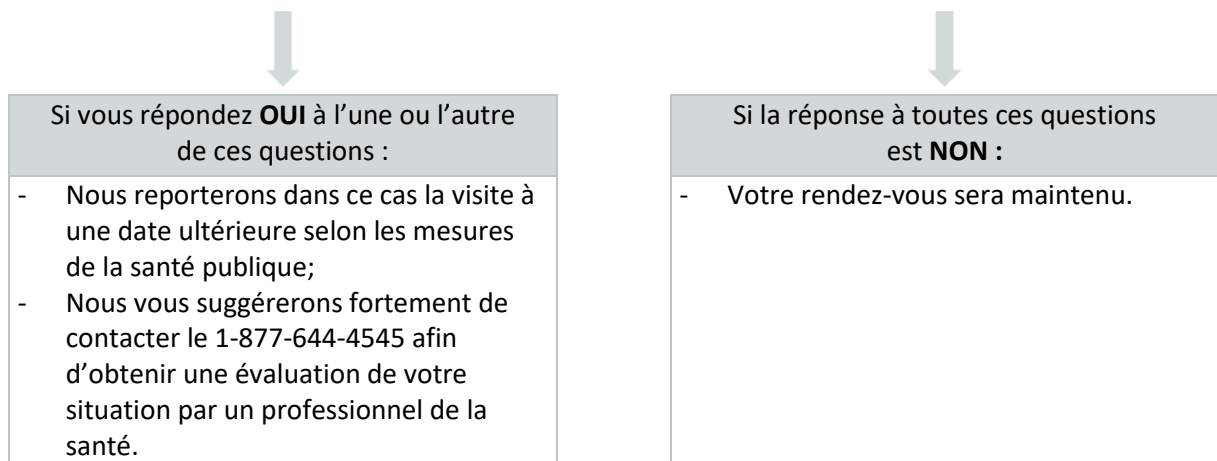 Si vous répondez OUI à l’une ou l’autre
de ces questions :
- Nous reporterons dans ce cas la visite à
une date ultérieure selon les mesures
de la santé publique;
- Nous vous suggérerons fortement de
contacter le 1-877-644-4545 afin
d’obtenir une évaluation de votre
situation par un professionnel de la
santé.
Si la réponse à toutes ces questions
est NON :
- Votre rendez-vous sera maintenu.